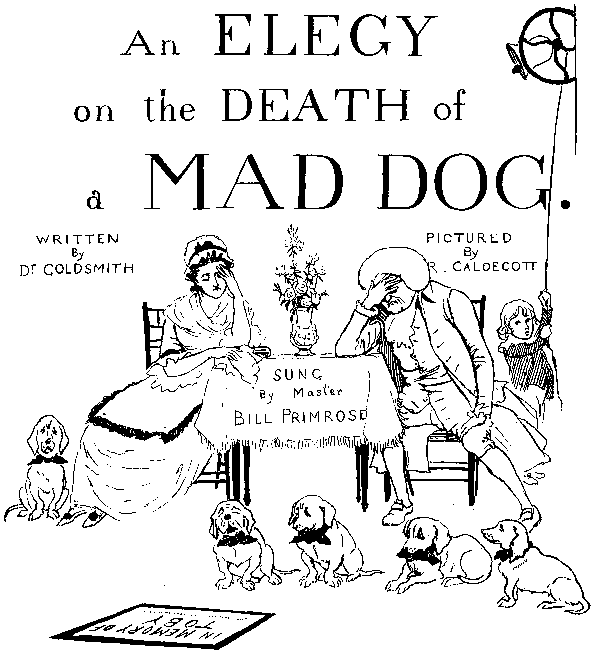 An ELEGY
on the DEATH of
a MAD DOG.
WRITTEN
By
Dr GOLDSMITH
PICTURED
By
R. CALDECOTT
SUNG
By Master
BILL PRIMROSE
IN MEMORY OF
TOBY